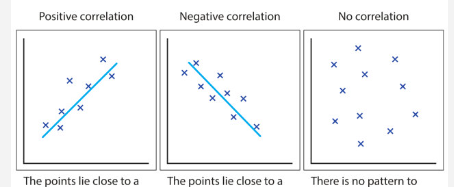 Positive correlation
Negative correlation
No correlation
The points lie close to a
The points lie close to a
There is no pattern to